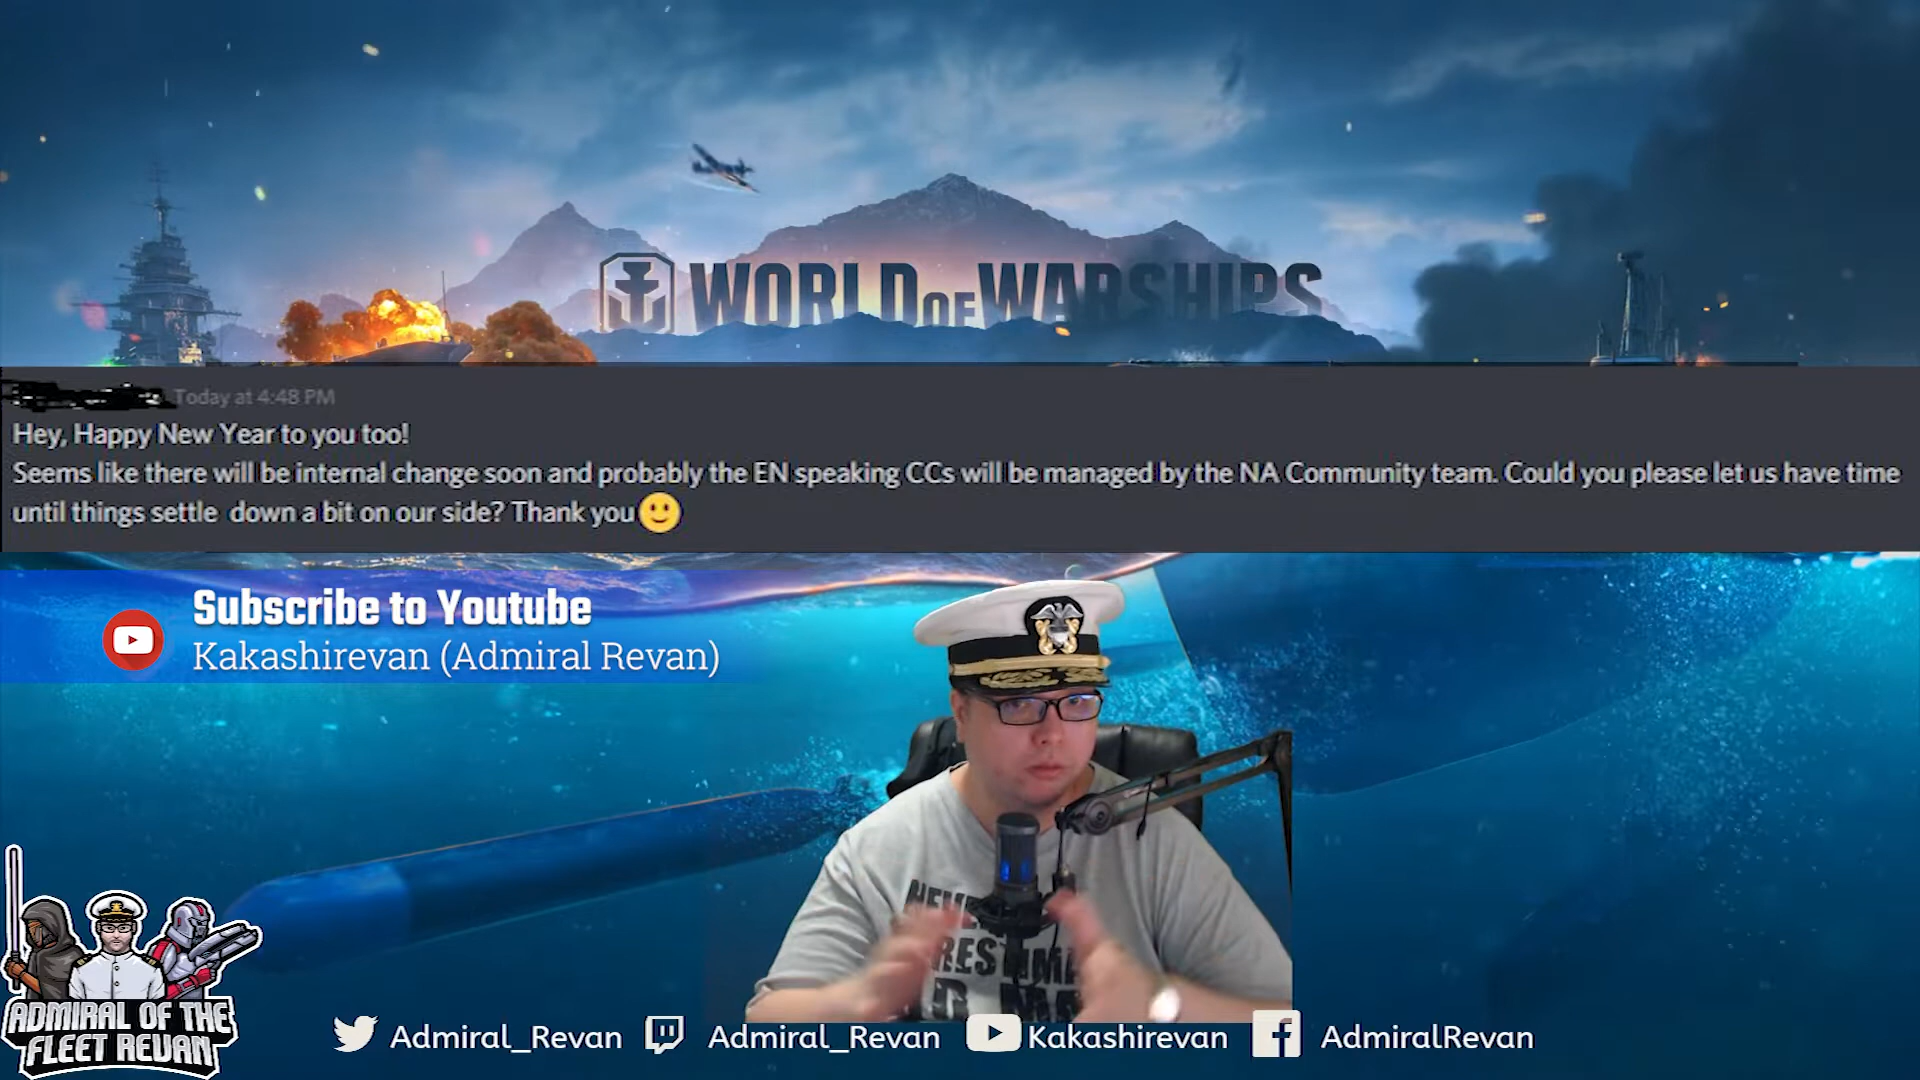 WORLD OF WARSHIPS
Today at 4:48 PM
Hey, Happy New Year to you too!
Seems like there will be internal change soon and probably the EN speaking CCs will be managed by the NA Community team. Could you please let us have time
until things settle down a bit on our side? Thank you
Subscribe to Youtube
Kakashirevan (Admiral Revan)
ADMIRAL OF THE
FLEET REVAN
Admiral_Revan Admiral_Revan Kakashirevan AdmiralRevan